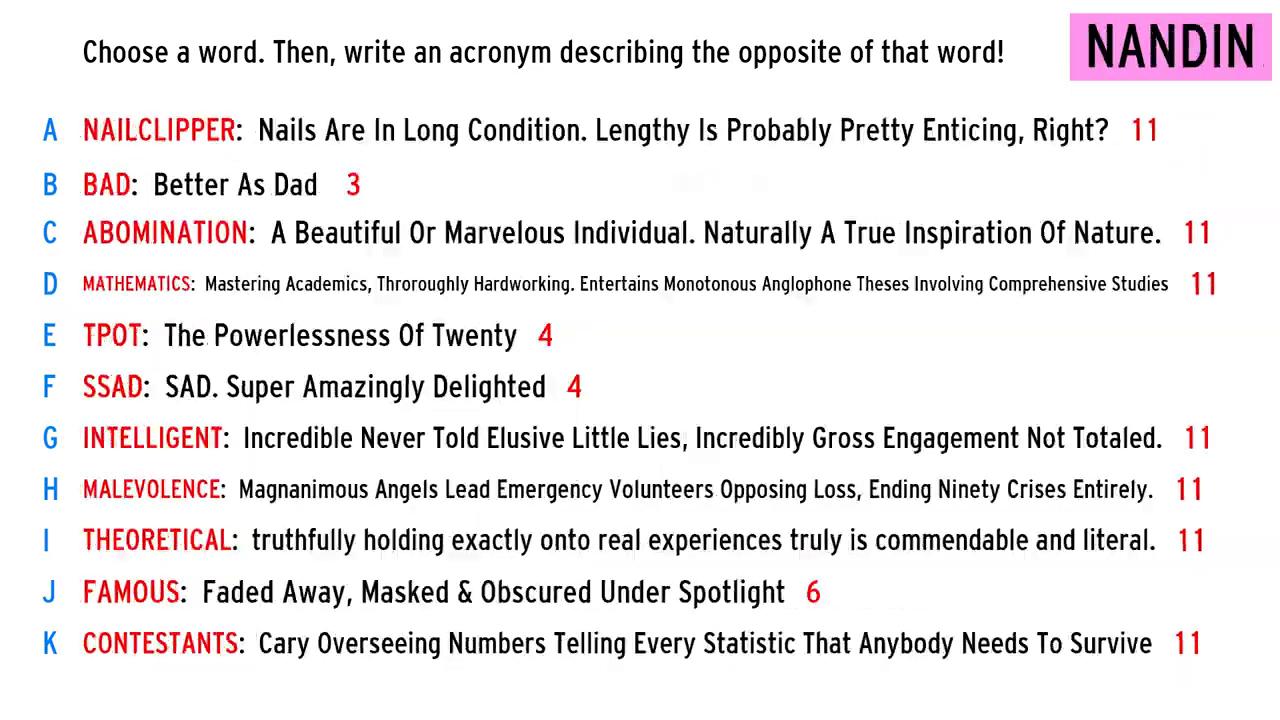 Choose a word. Then, write an acronym describing the opposite of that word!
NANDIN
A NAILCLIPPER: Nails Are In Long Condition. Lengthy Is Probably Pretty Enticing, Right? 11
B BAD: Better As Dad 3
C ABOMINATION: A Beautiful Or Marvelous Individual. Naturally A True Inspiration Of Nature. 11
D MATHEMATICS: Mastering Academics, Throroughly Hardworking. Entertains Monotonous Anglophone Theses Involving Comprehensive Studies 11
E TPOT: The Powerlessness Of Twenty 4
F SSAD: SAD. Super Amazingly Delighted 4
G INTELLIGENT: Incredible Never Told Elusive Little Lies, Incredibly Gross Engagement Not Totaled. 11
H MALEVOLENCE: Magnanimous Angels Lead Emergency Volunteers Opposing Loss, Ending Ninety Crises Entirely. 11
I THEORETICAL: truthfully holding exactly onto real experiences truly is commendable and literal. 11
J FAMOUS: Faded Away, Masked & Obscured Under Spotlight 6
K CONTESTANTS: Cary Overseeing Numbers Telling Every Statistic That Anybody Needs To Survive 11